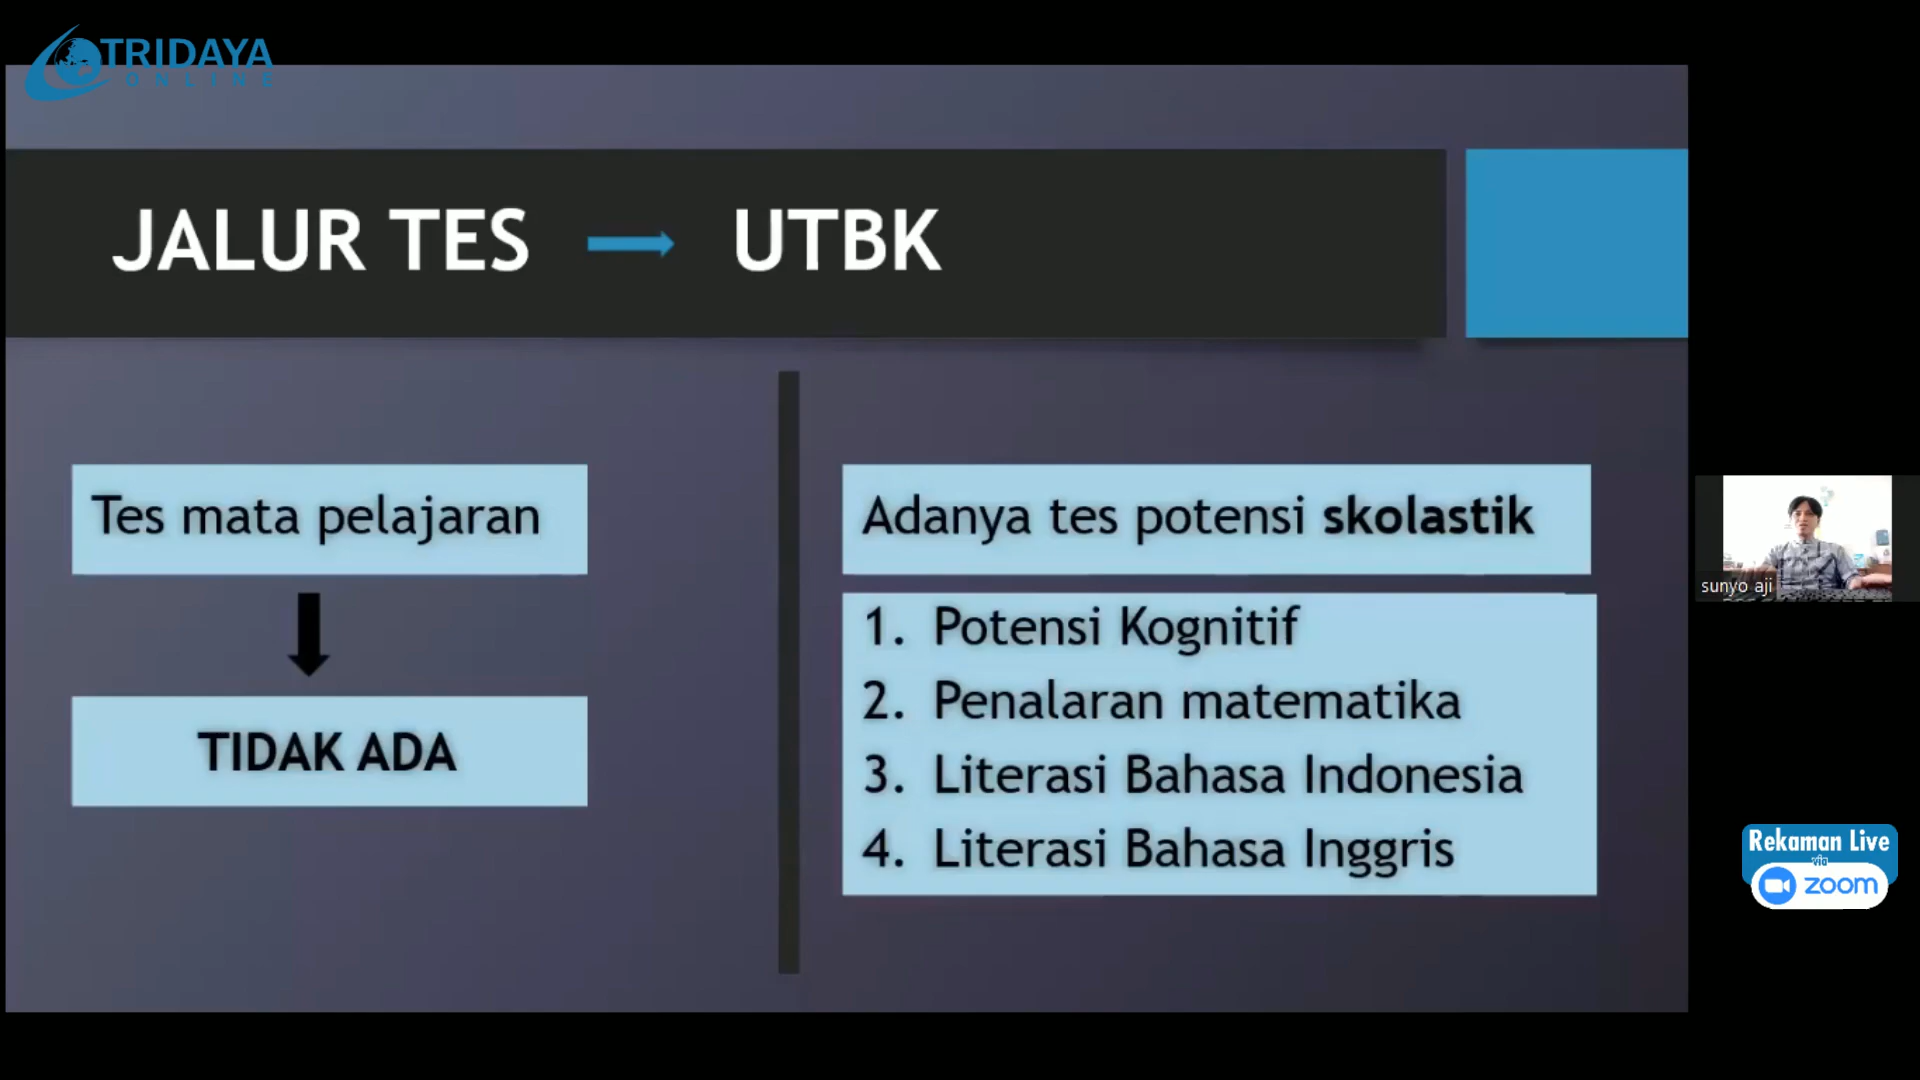 TRIDAYA
ONLINE
JALUR TES
UTBK
Tes mata pelajaran
TIDAK ADA
Adanya tes potensi skolastik
1. Potensi Kognitif
2. Penalaran matematika
3. Literasi Bahasa Indonesia
4. Literasi Bahasa Inggris
sunyo aji
Rekaman Live
via
zoom